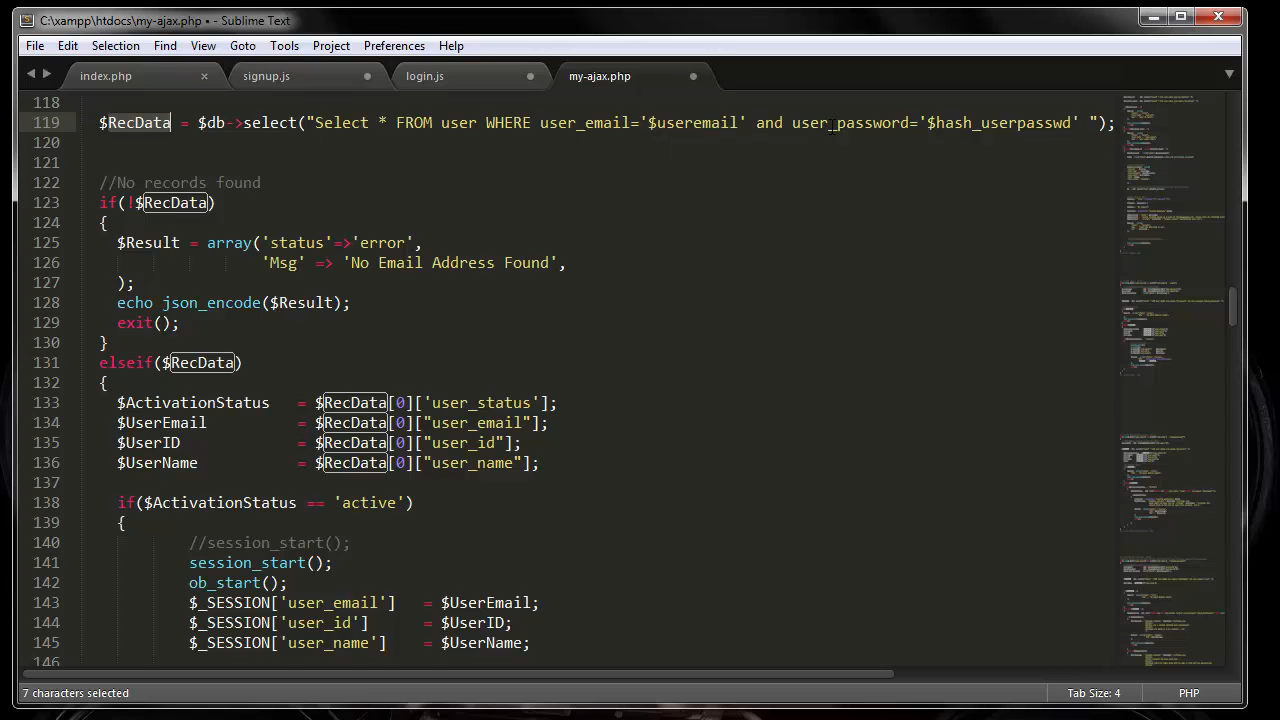 C:\xampp\htdocs\my-ajax.php • - Sublime Text
File Edit Selection Find View Goto Tools Project Preferences Help
index.php signup.js login.js my-ajax.php
118
119 $RecData = $db->select("Select * FROM user WHERE user_email='$useremail' and user_password='$hash_userpasswd' ");
120
121
122 //No records found
123 if(!$RecData)
124 {
125 $Result = array('status'=>'error',
126 'Msg' => 'No Email Address Found',
127 );
128 echo json_encode($Result);
129 exit();
130 }
131 elseif($RecData)
132 {
133 $ActivationStatus = $RecData[0]['user_status'];
134 $UserEmail = $RecData[0]["user_email"];
135 $UserID = $RecData[0]["user_id"];
136 $UserName = $RecData[0]["user_name"];
137
138 if($ActivationStatus == 'active')
139 {
140 //session_start();
141 session_start();
142 ob_start();
143 $_SESSION['user_email'] = $UserEmail;
144 $_SESSION['user_id'] = $UserID;
145 $_SESSION['user_name'] = $UserName;
146
7 characters selected Tab Size: 4 PHP